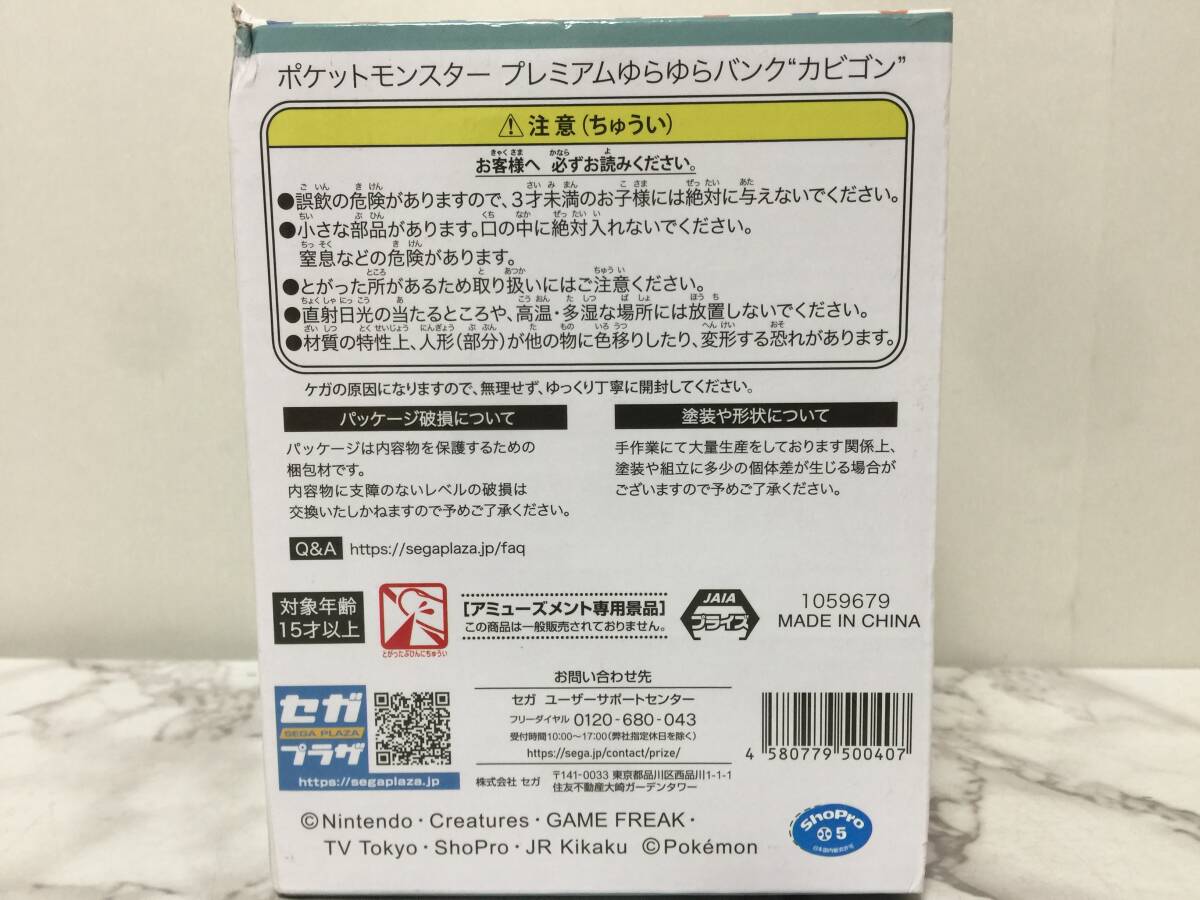 ポケットモンスター プレミアムゆらゆらバンク“カビゴン”
⚠注意(ちゅうい)
お客様へ 必ずお読みください。
●誤飲の危険がありますので、3才未満のお子様には絶対に与えないでください。
●小さな部品があります。口の中に絶対入れないでください。
窒息などの危険があります。
●とがった所があるため取り扱いにはご注意ください。
●直射日光の当たるところや、高温・多湿な場所には放置しないでください。
●材質の特性上、人形(部分)が他の物に色移りしたり、変形する恐れがあります。
ケガの原因になりますので、無理せず、ゆっくり丁寧に開封してください。
パッケージ破損について
パッケージは内容物を保護するための
梱包材です。
内容物に支障のないレベルの破損は
交換いたしかねますので予めご了承ください。
塗装や形状について
手作業にて大量生産をしております関係上、
塗装や組立に多少の個体差が生じる場合が
ございますので予めご了承ください。
Q&A https://segaplaza.jp/faq
対象年齢
15才以上
とがったぶひんにちゅうい
[アミューズメント専用景品]
この商品は一般販売されておりません。
JAIA
プライズ
1059679
MADE IN CHINA
セガ
SEGA PLAZA
プラザ
https://segaplaza.jp
お問い合わせ先
セガ ユーザーサポートセンター
フリーダイヤル 0120-680-043
受付時間10:00〜17:00(弊社指定休日を除く)
https://sega.jp/contact/prize/
株式会社 セガ 〒141-0033 東京都品川区西品川1-1-1
住友不動産大崎ガーデンタワー
4 580779 500407
©Nintendo・Creatures・GAME FREAK・
TV Tokyo・ShoPro・JR Kikaku ©Pokémon
ShoPro
5
日本国内販売許可